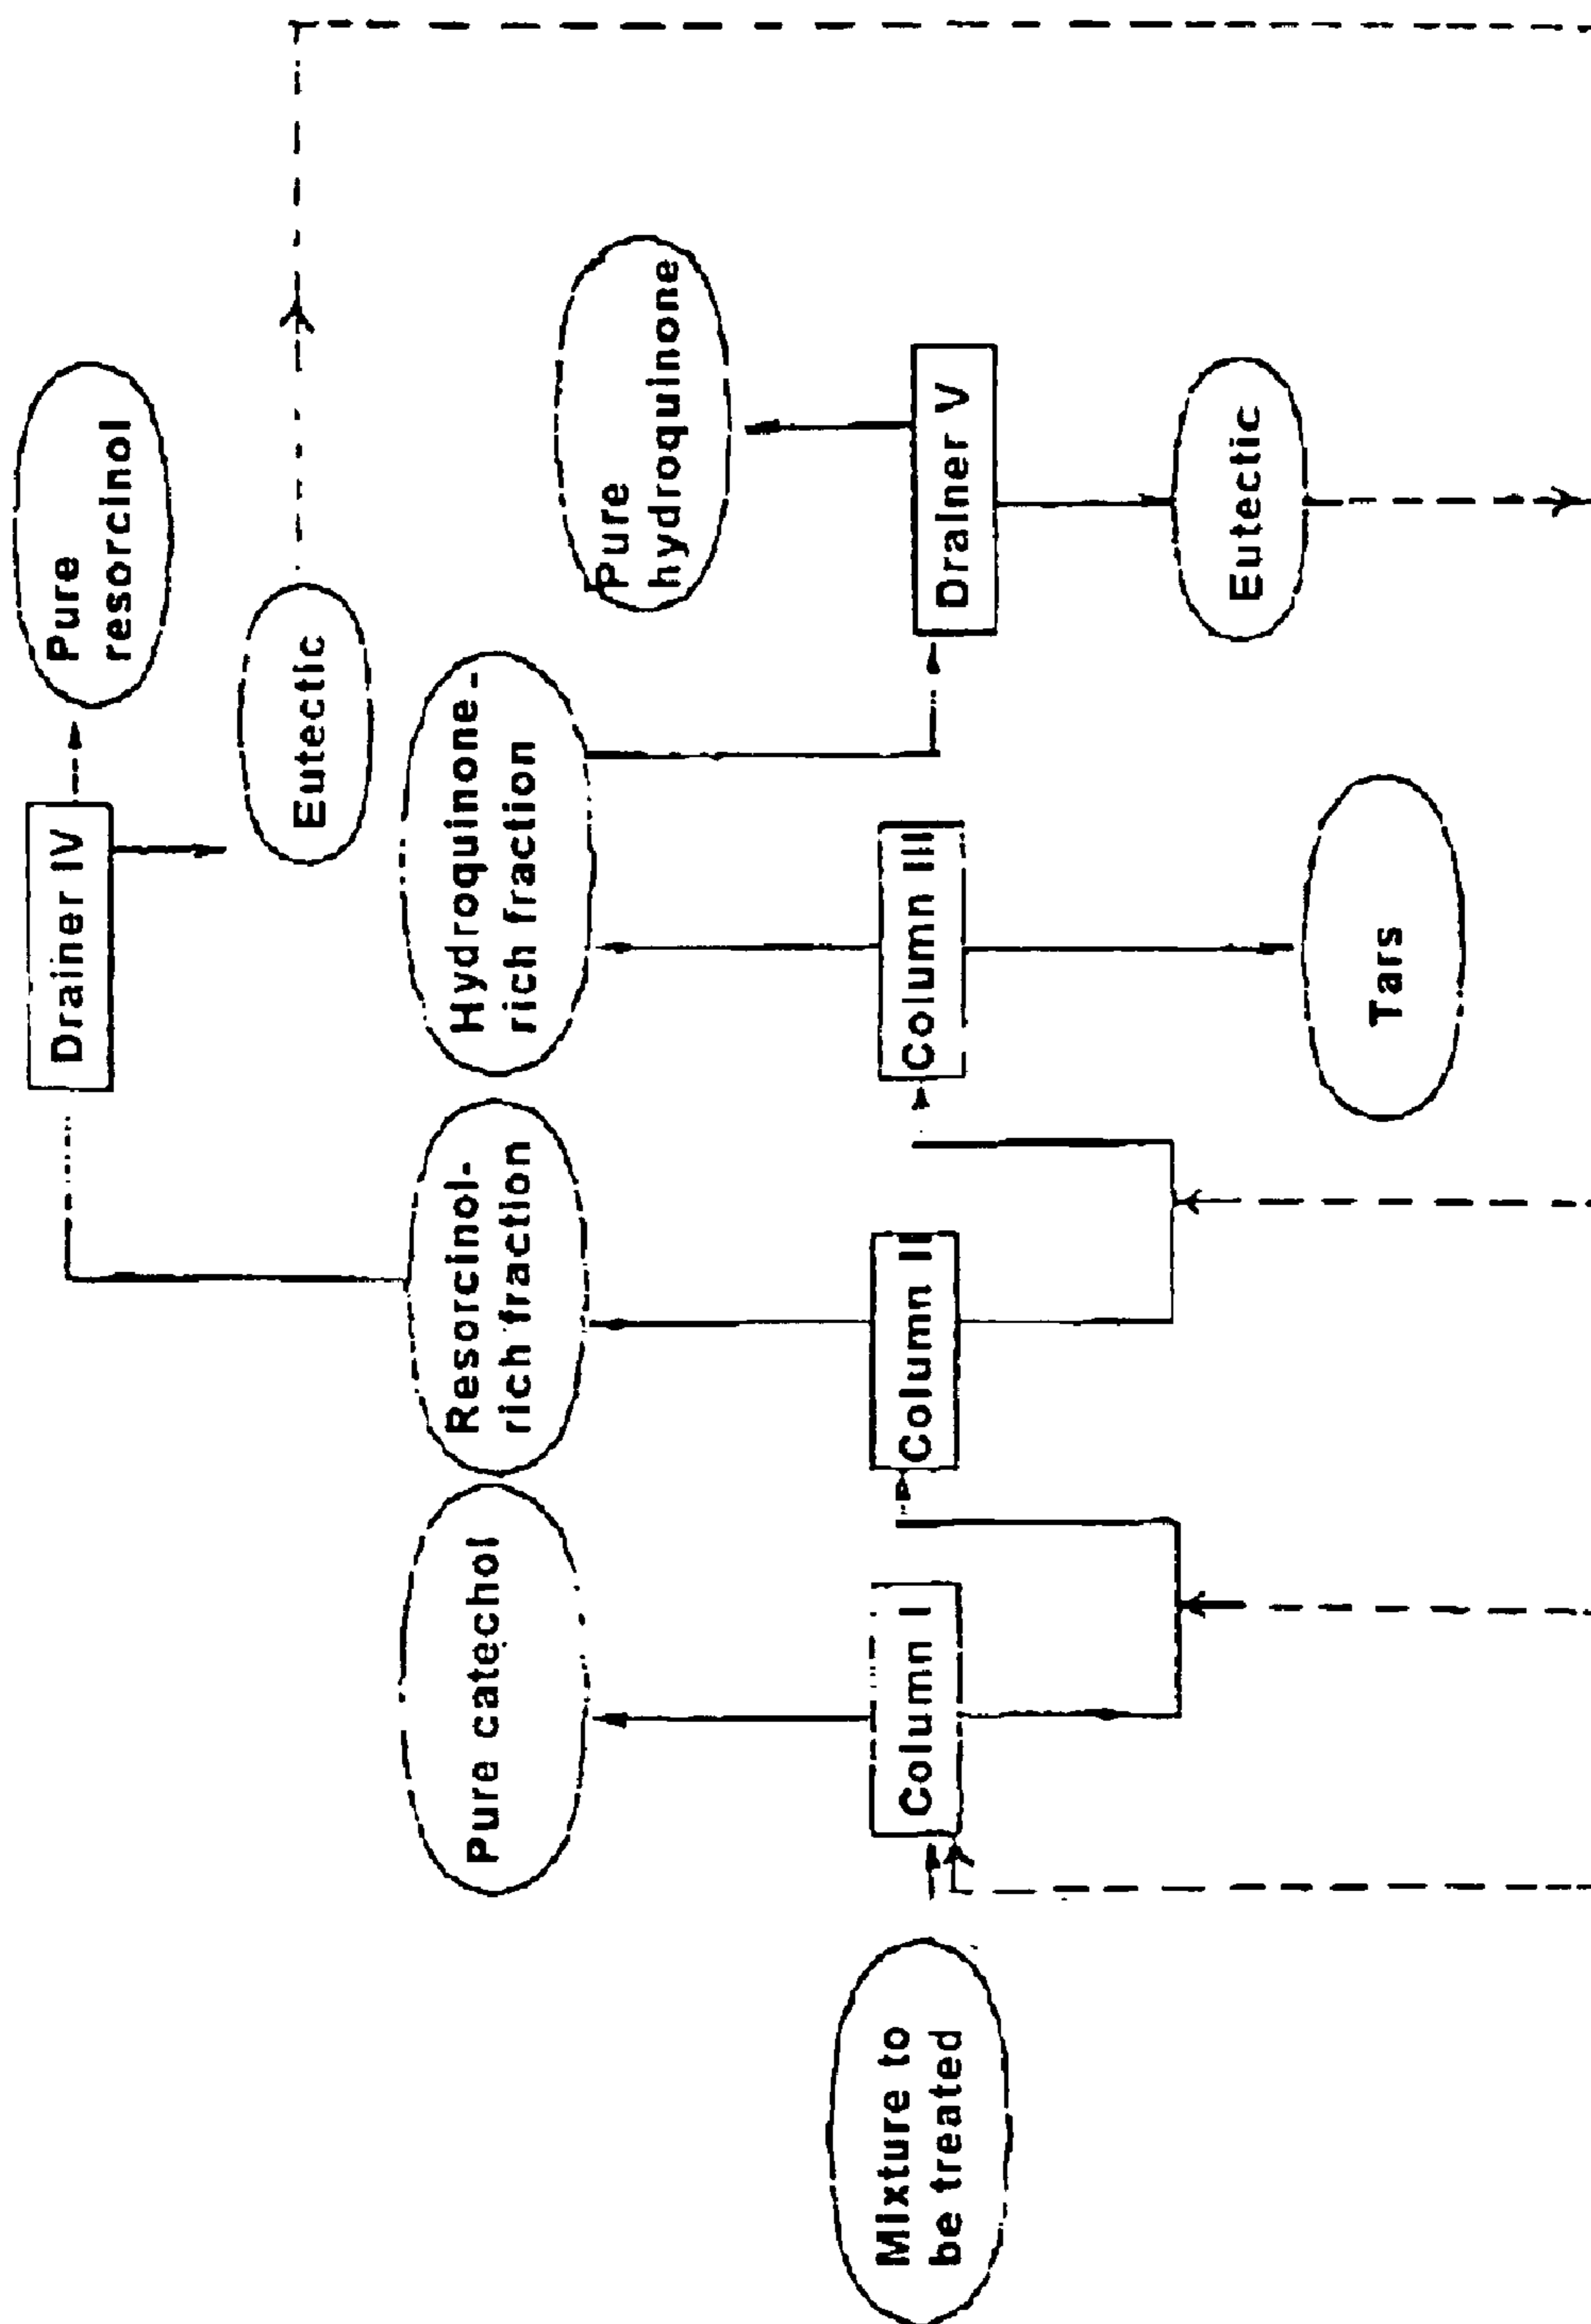 Mixture to
be treated
Column I
Pure catechol
Column II
Resorcinol-
rich fraction
Column III
Hydroquinone-
rich fraction
Tars
Drainer IV
Pure
resorcinol
Eutectic
Drainer V
Pure
hydroquinone
Eutectic